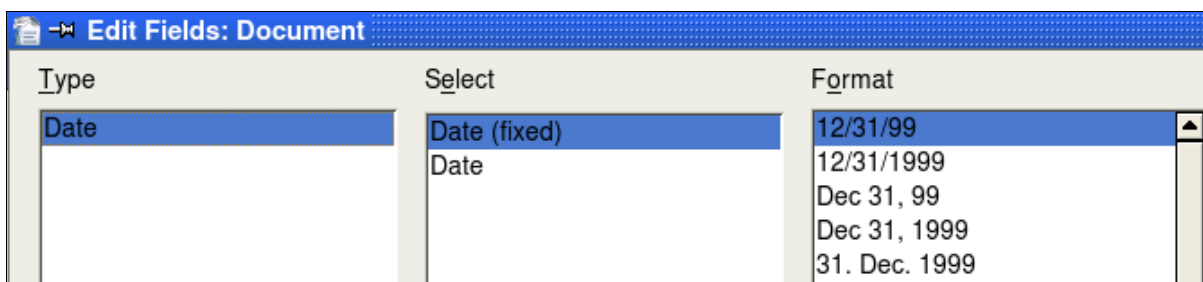 Edit Fields: Document
Type
Select
Format
Date
Date (fixed)
Date
12/31/99
12/31/1999
Dec 31, 99
Dec 31, 1999
31. Dec. 1999